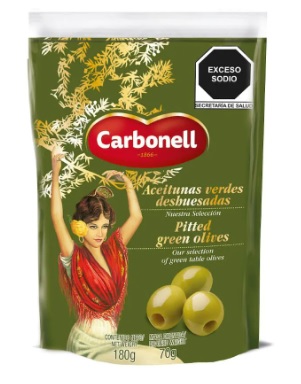 EXCESO
SODIO
SECRETARÍA DE SALUD
Carbonell
1866
Aceitunas verdes
deshuesadas
Nuestra Selección
Pitted
green olives
Our selection
of green table olives
180g 70g